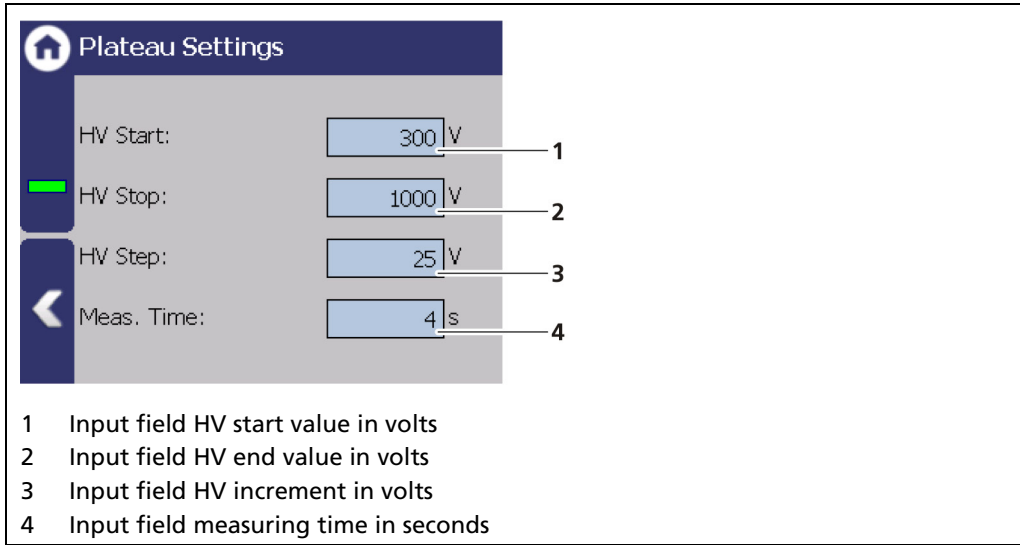 Plateau Settings
HV Start: 300 V 1
HV Stop: 1000 V 2
HV Step: 25 V 3
Meas. Time: 4 s 4
1 Input field HV start value in volts
2 Input field HV end value in volts
3 Input field HV increment in volts
4 Input field measuring time in seconds